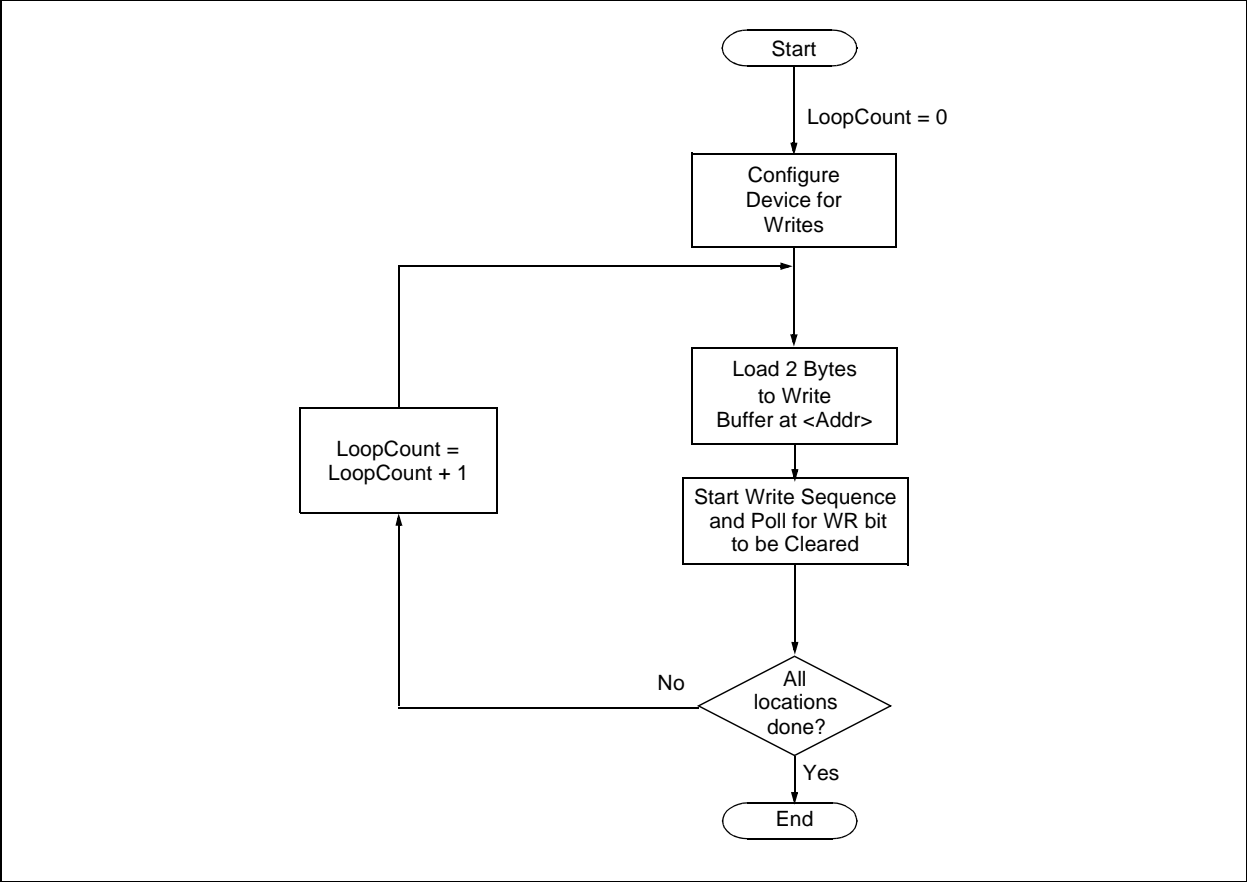 Start
LoopCount = 0
Configure
Device for
Writes
Load 2 Bytes
to Write
Buffer at <Addr>
LoopCount =
LoopCount + 1
Start Write Sequence
and Poll for WR bit
to be Cleared
No
All
locations
done?
Yes
End